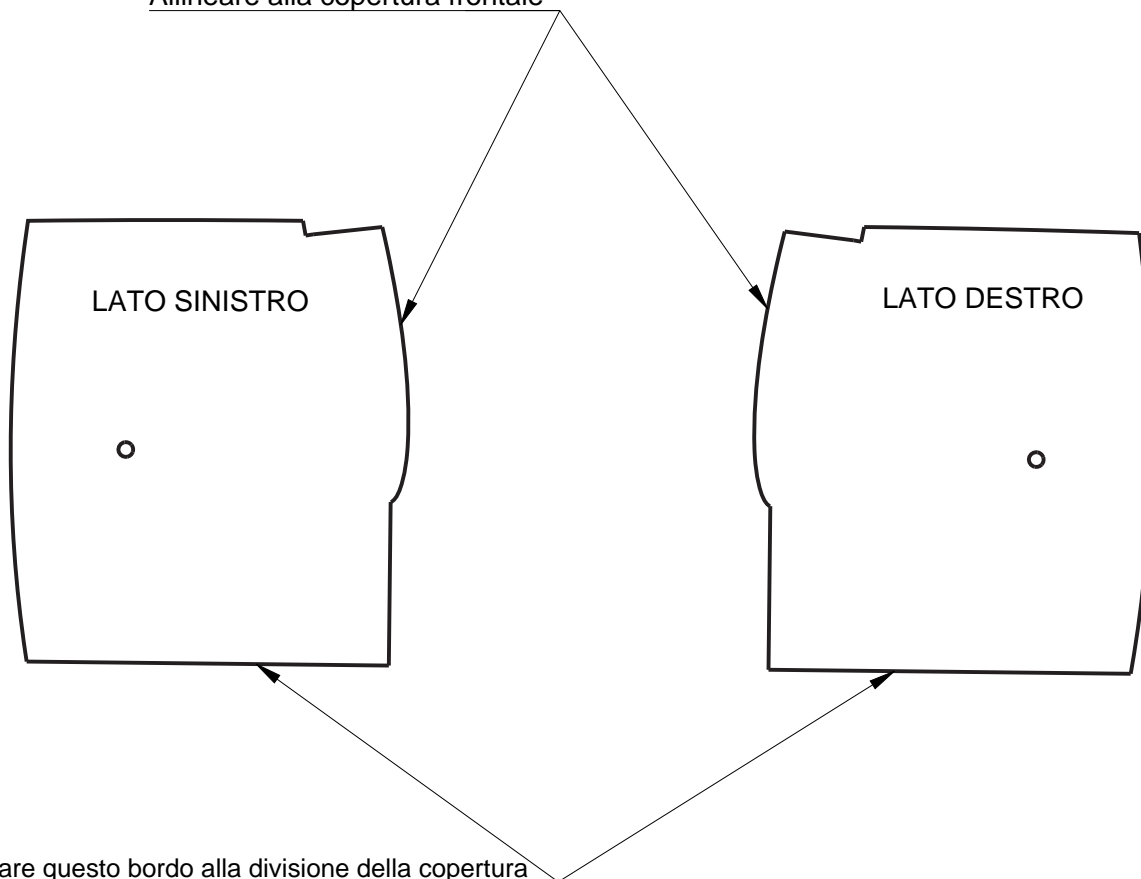 Allineare alla copertura frontale
LATO SINISTRO
LATO DESTRO
are questo bordo alla divisione della copertura